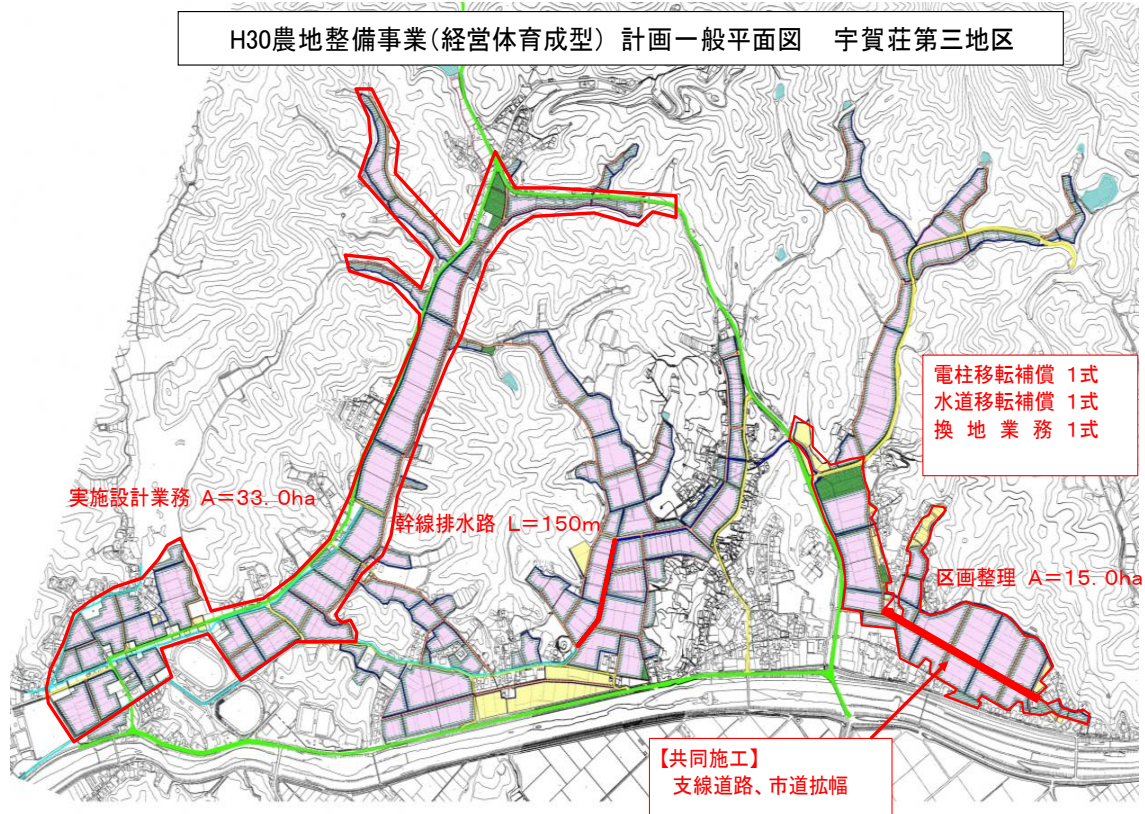 H30農地整備事業(経営体育成型) 計画一般平面図 宇賀荘第三地区
電柱移転補償 1式
水道移転補償 1式
換 地 業 務 1式
実施設計業務 A=33.0ha
幹線排水路 L=150m
区画整理 A=15.0ha
【共同施工】
支線道路、市道拡幅